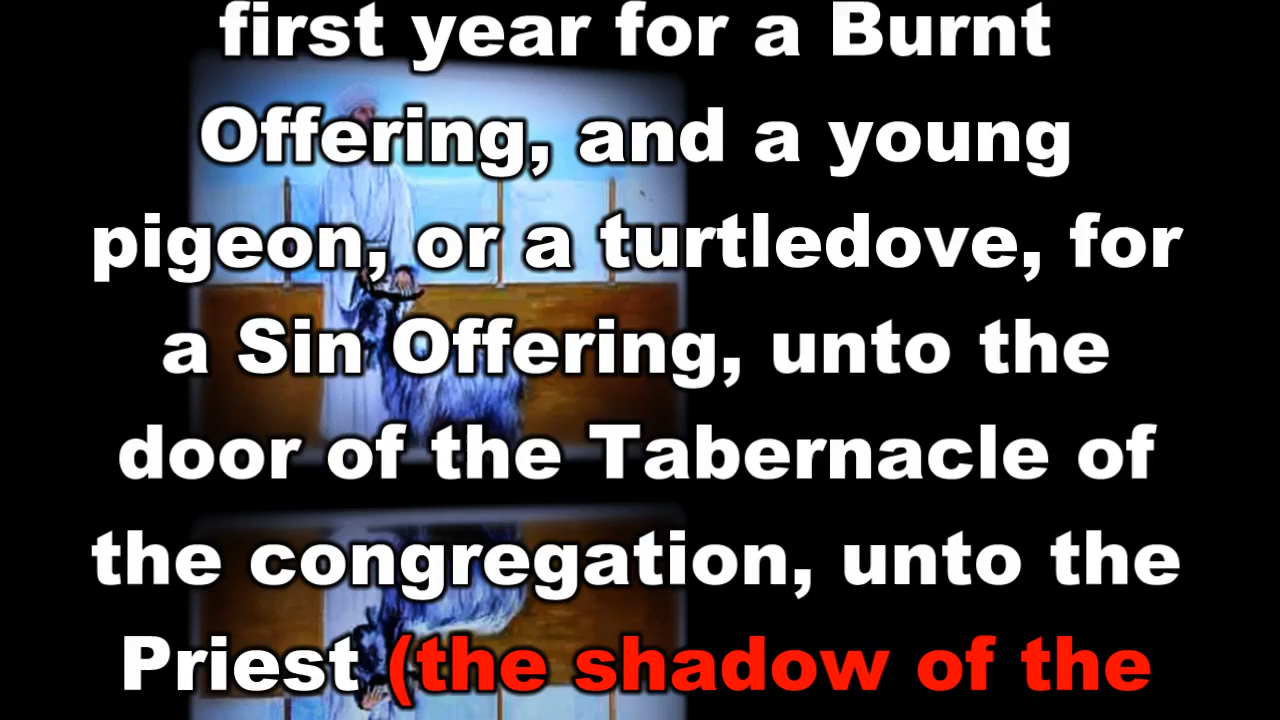 first year for a Burnt
Offering, and a young
pigeon, or a turtledove, for
a Sin Offering, unto the
door of the Tabernacle of
the congregation, unto the
Priest (the shadow of the